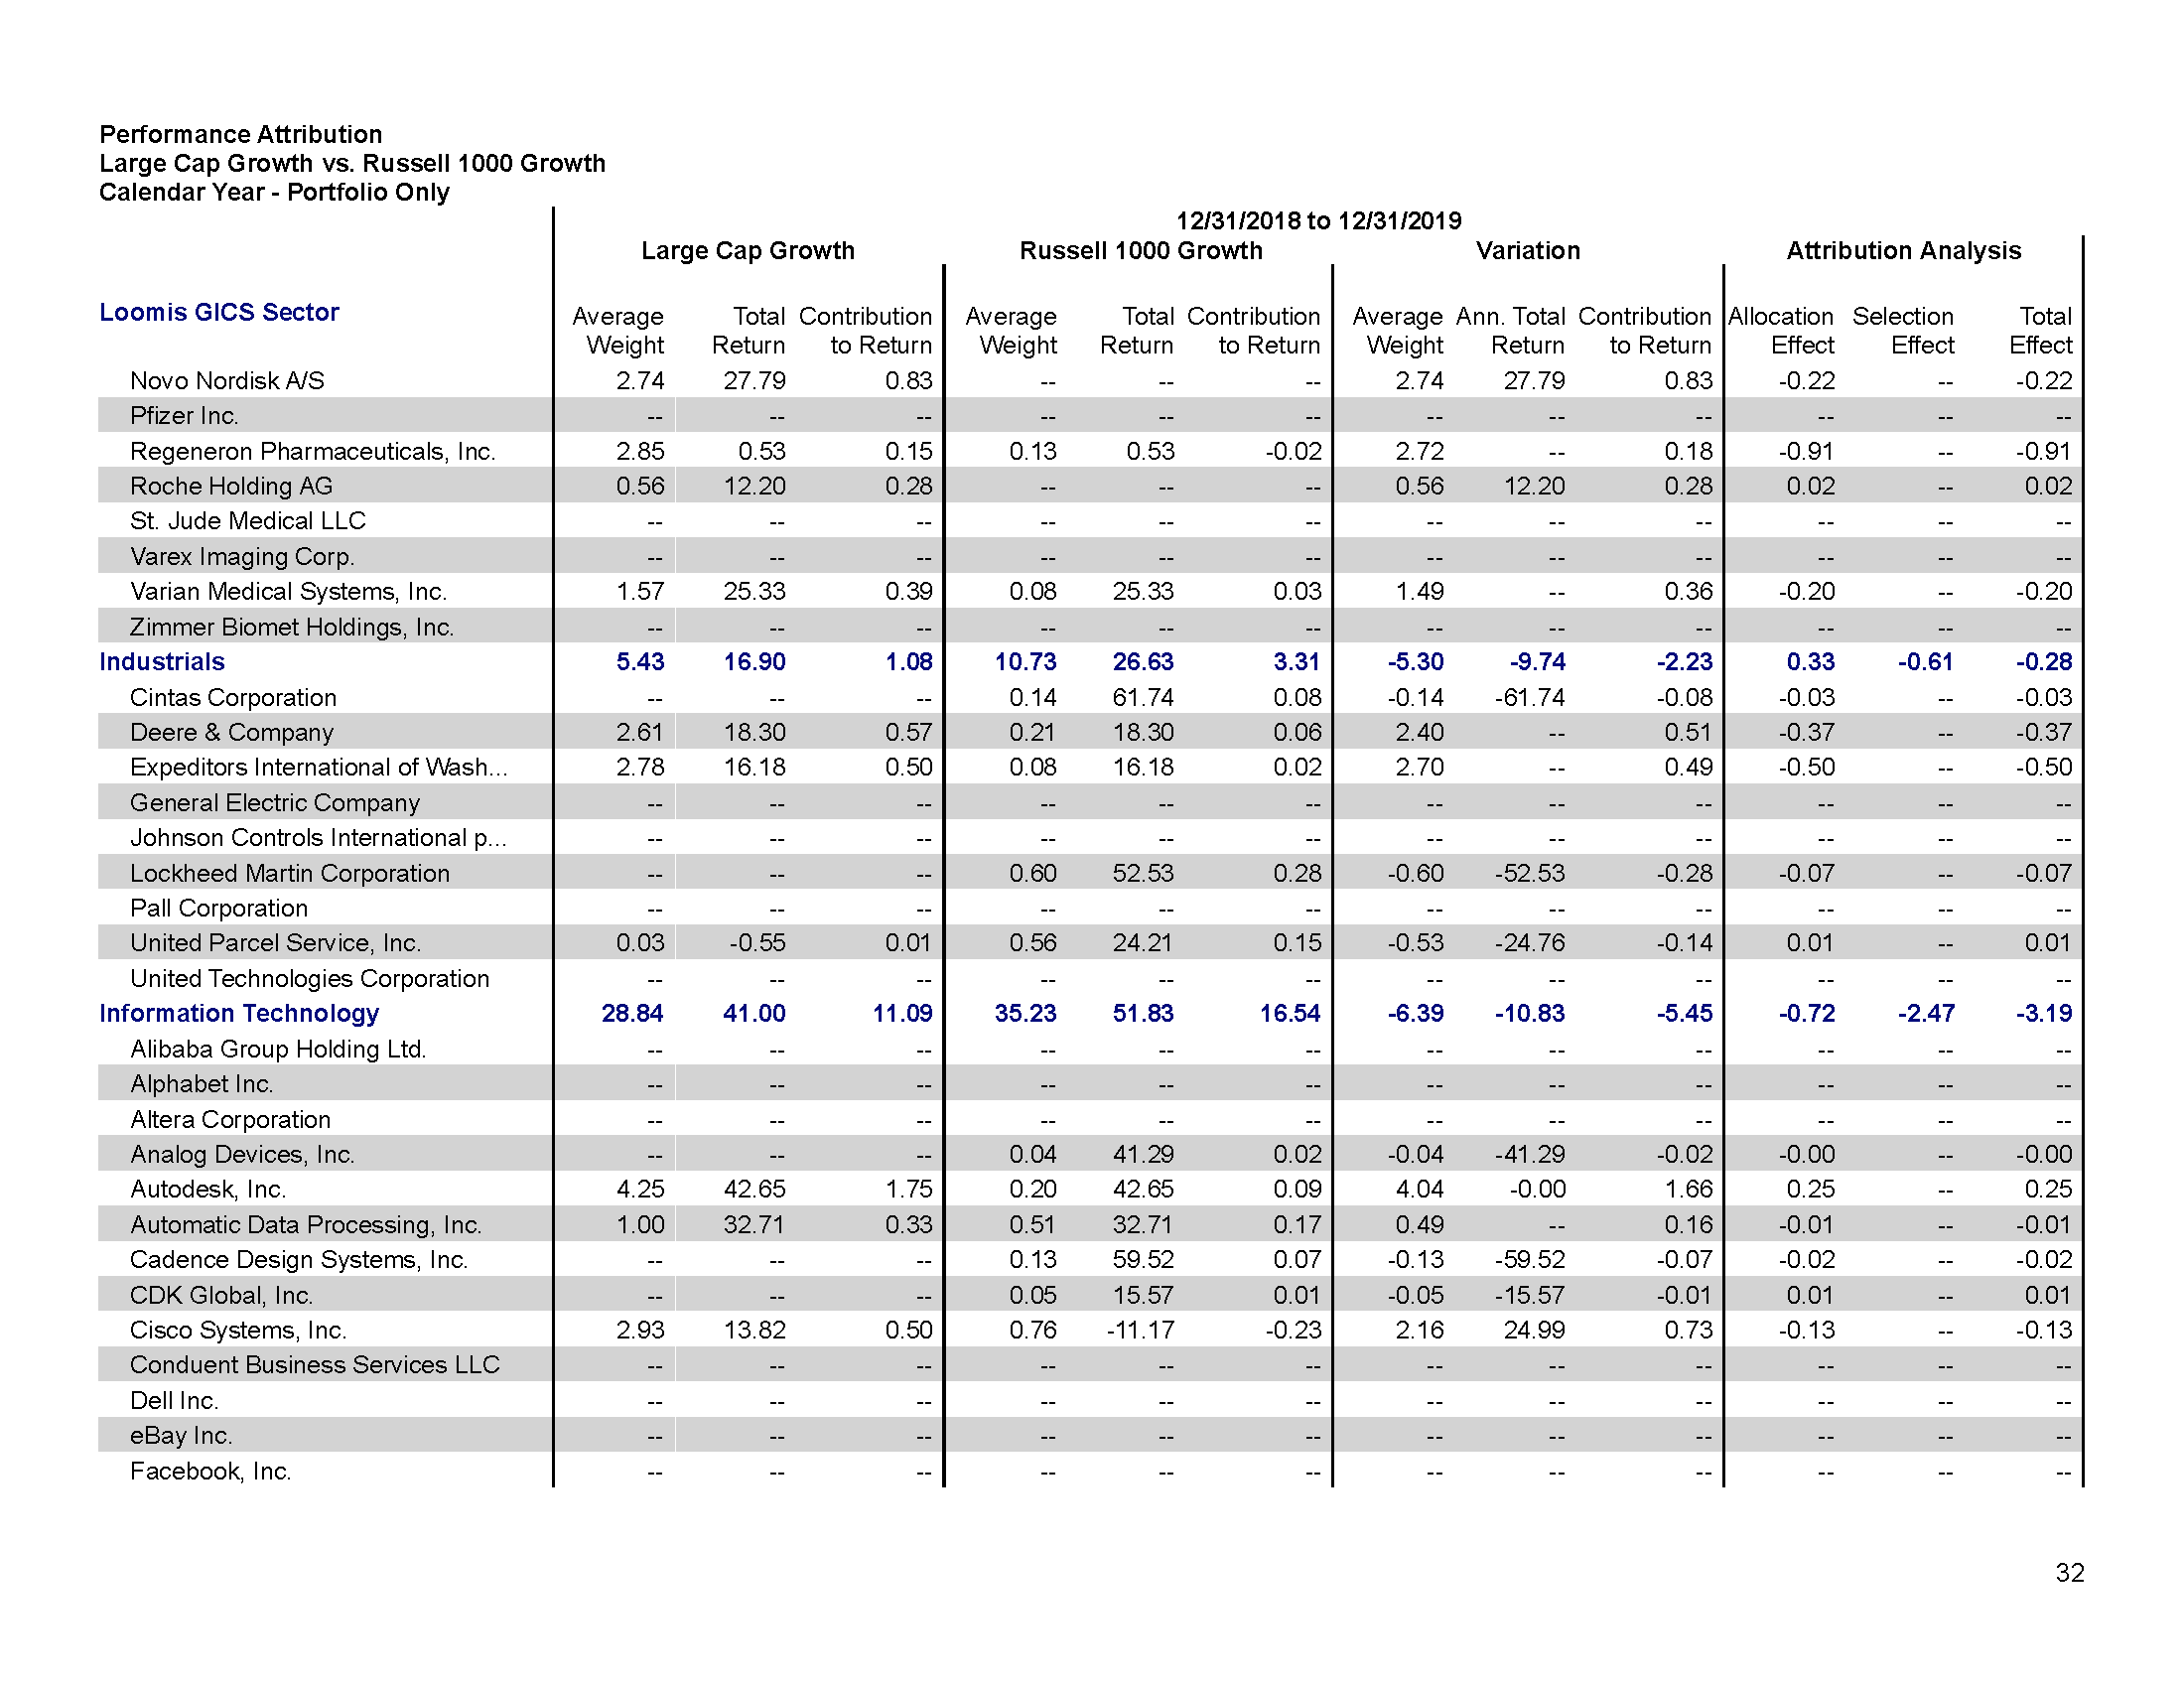 Performance Attribution
Large Cap Growth vs. Russell 1000 Growth
Calendar Year - Portfolio Only
12/31/2018 to 12/31/2019
Large Cap Growth Russell 1000 Growth Variation Attribution Analysis
Loomis GICS Sector Average Total Contribution Average Total Contribution Average Ann. Total Contribution Allocation Selection Total
Weight Return to Return Weight Return to Return Weight Return to Return Effect Effect Effect
Novo Nordisk A/S 2.74 27.79 0.83 -- -- -- 2.74 27.79 0.83 -0.22 -- -0.22
Pfizer Inc. -- -- -- -- -- -- -- -- -- -- -- --
Regeneron Pharmaceuticals, Inc. 2.85 0.53 0.15 0.13 0.53 -0.02 2.72 -- 0.18 -0.91 -- -0.91
Roche Holding AG 0.56 12.20 0.28 -- -- -- 0.56 12.20 0.28 0.02 -- 0.02
St. Jude Medical LLC -- -- -- -- -- -- -- -- -- -- -- --
Varex Imaging Corp. -- -- -- -- -- -- -- -- -- -- -- --
Varian Medical Systems, Inc. 1.57 25.33 0.39 0.08 25.33 0.03 1.49 -- 0.36 -0.20 -- -0.20
Zimmer Biomet Holdings, Inc. -- -- -- -- -- -- -- -- -- -- -- --
Industrials 5.43 16.90 1.08 10.73 26.63 3.31 -5.30 -9.74 -2.23 0.33 -0.61 -0.28
Cintas Corporation -- -- -- 0.14 61.74 0.08 -0.14 -61.74 -0.08 -0.03 -- -0.03
Deere & Company 2.61 18.30 0.57 0.21 18.30 0.06 2.40 -- 0.51 -0.37 -- -0.37
Expeditors International of Wash... 2.78 16.18 0.50 0.08 16.18 0.02 2.70 -- 0.49 -0.50 -- -0.50
General Electric Company -- -- -- -- -- -- -- -- -- -- -- --
Johnson Controls International p... -- -- -- -- -- -- -- -- -- -- -- --
Lockheed Martin Corporation -- -- -- 0.60 52.53 0.28 -0.60 -52.53 -0.28 -0.07 -- -0.07
Pall Corporation -- -- -- -- -- -- -- -- -- -- -- --
United Parcel Service, Inc. 0.03 -0.55 0.01 0.56 24.21 0.15 -0.53 -24.76 -0.14 0.01 -- 0.01
United Technologies Corporation -- -- -- -- -- -- -- -- -- -- -- --
Information Technology 28.84 41.00 11.09 35.23 51.83 16.54 -6.39 -10.83 -5.45 -0.72 -2.47 -3.19
Alibaba Group Holding Ltd. -- -- -- -- -- -- -- -- -- -- -- --
Alphabet Inc. -- -- -- -- -- -- -- -- -- -- -- --
Altera Corporation -- -- -- -- -- -- -- -- -- -- -- --
Analog Devices, Inc. -- -- -- 0.04 41.29 0.02 -0.04 -41.29 -0.02 -0.00 -- -0.00
Autodesk, Inc. 4.25 42.65 1.75 0.20 42.65 0.09 4.04 -0.00 1.66 0.25 -- 0.25
Automatic Data Processing, Inc. 1.00 32.71 0.33 0.51 32.71 0.17 0.49 -- 0.16 -0.01 -- -0.01
Cadence Design Systems, Inc. -- -- -- 0.13 59.52 0.07 -0.13 -59.52 -0.07 -0.02 -- -0.02
CDK Global, Inc. -- -- -- 0.05 15.57 0.01 -0.05 -15.57 -0.01 0.01 -- 0.01
Cisco Systems, Inc. 2.93 13.82 0.50 0.76 -11.17 -0.23 2.16 24.99 0.73 -0.13 -- -0.13
Conduent Business Services LLC -- -- -- -- -- -- -- -- -- -- -- --
Dell Inc. -- -- -- -- -- -- -- -- -- -- -- --
eBay Inc. -- -- -- -- -- -- -- -- -- -- -- --
Facebook, Inc. -- -- -- -- -- -- -- -- -- -- -- --
32